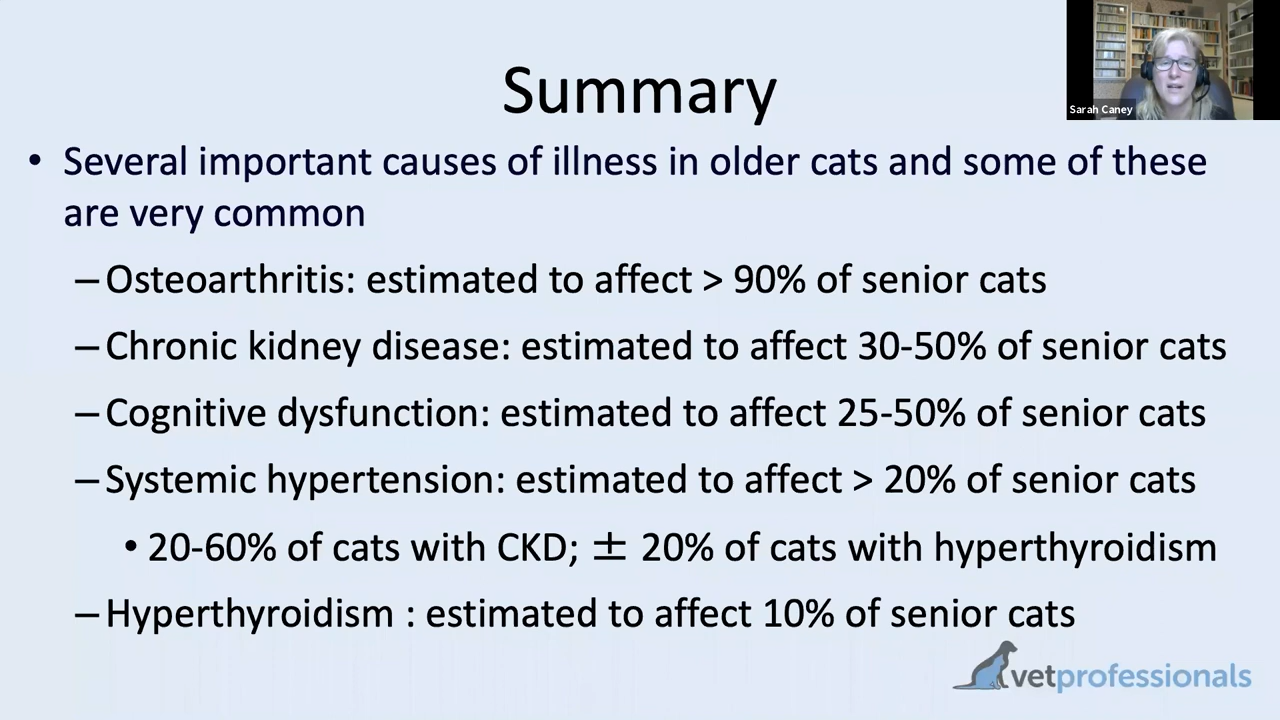 Summary
Sarah Caney
• Several important causes of illness in older cats and some of these
are very common
– Osteoarthritis: estimated to affect > 90% of senior cats
– Chronic kidney disease: estimated to affect 30-50% of senior cats
– Cognitive dysfunction: estimated to affect 25-50% of senior cats
– Systemic hypertension: estimated to affect > 20% of senior cats
• 20-60% of cats with CKD; ± 20% of cats with hyperthyroidism
– Hyperthyroidism : estimated to affect 10% of senior cats
vetprofessionals